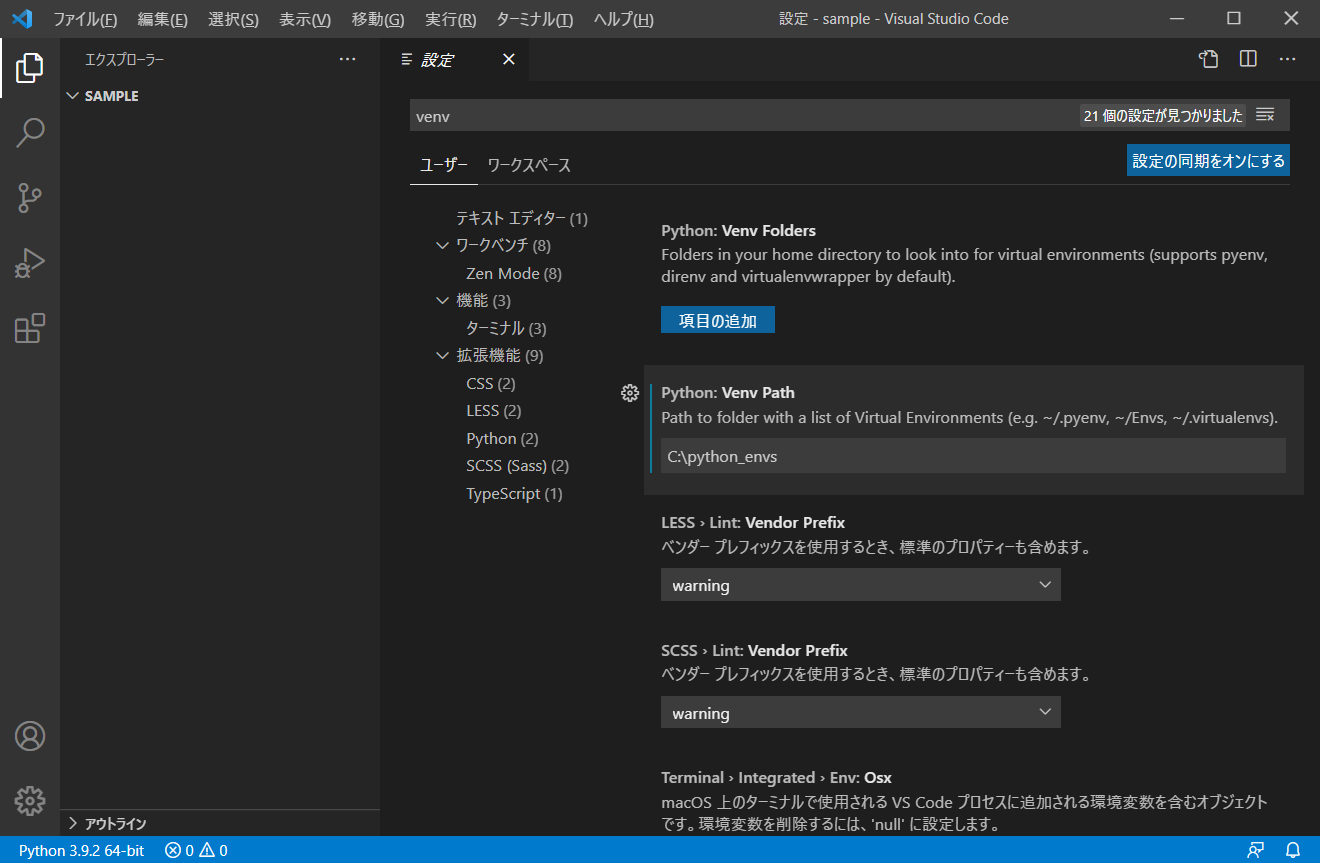 ファイル(F) 編集(E) 選択(S) 表示(V) 移動(G) 実行(R) ターミナル(T) ヘルプ(H) 設定 - sample - Visual Studio Code
エクスプローラー
SAMPLE
アウトライン
設定
venv 21 個の設定が見つかりました
ユーザー ワークスペース 設定の同期をオンにする
テキスト エディター (1)
ワークベンチ (8)
Zen Mode (8)
機能 (3)
ターミナル (3)
拡張機能 (9)
CSS (2)
LESS (2)
Python (2)
SCSS (Sass) (2)
TypeScript (1)
Python: Venv Folders
Folders in your home directory to look into for virtual environments (supports pyenv,
direnv and virtualenvwrapper by default).
項目の追加
Python: Venv Path
Path to folder with a list of Virtual Environments (e.g. ~/.pyenv, ~/Envs, ~/.virtualenvs).
C:\python_envs
LESS › Lint: Vendor Prefix
ベンダー プレフィックスを使用するとき、標準のプロパティーも含めます。
warning
SCSS › Lint: Vendor Prefix
ベンダー プレフィックスを使用するとき、標準のプロパティーも含めます。
warning
Terminal › Integrated › Env: Osx
macOS 上のターミナルで使用される VS Code プロセスに追加される環境変数を含むオブジェクト
です。環境変数を削除するには、'null' に設定します。
Python 3.9.2 64-bit 0 0